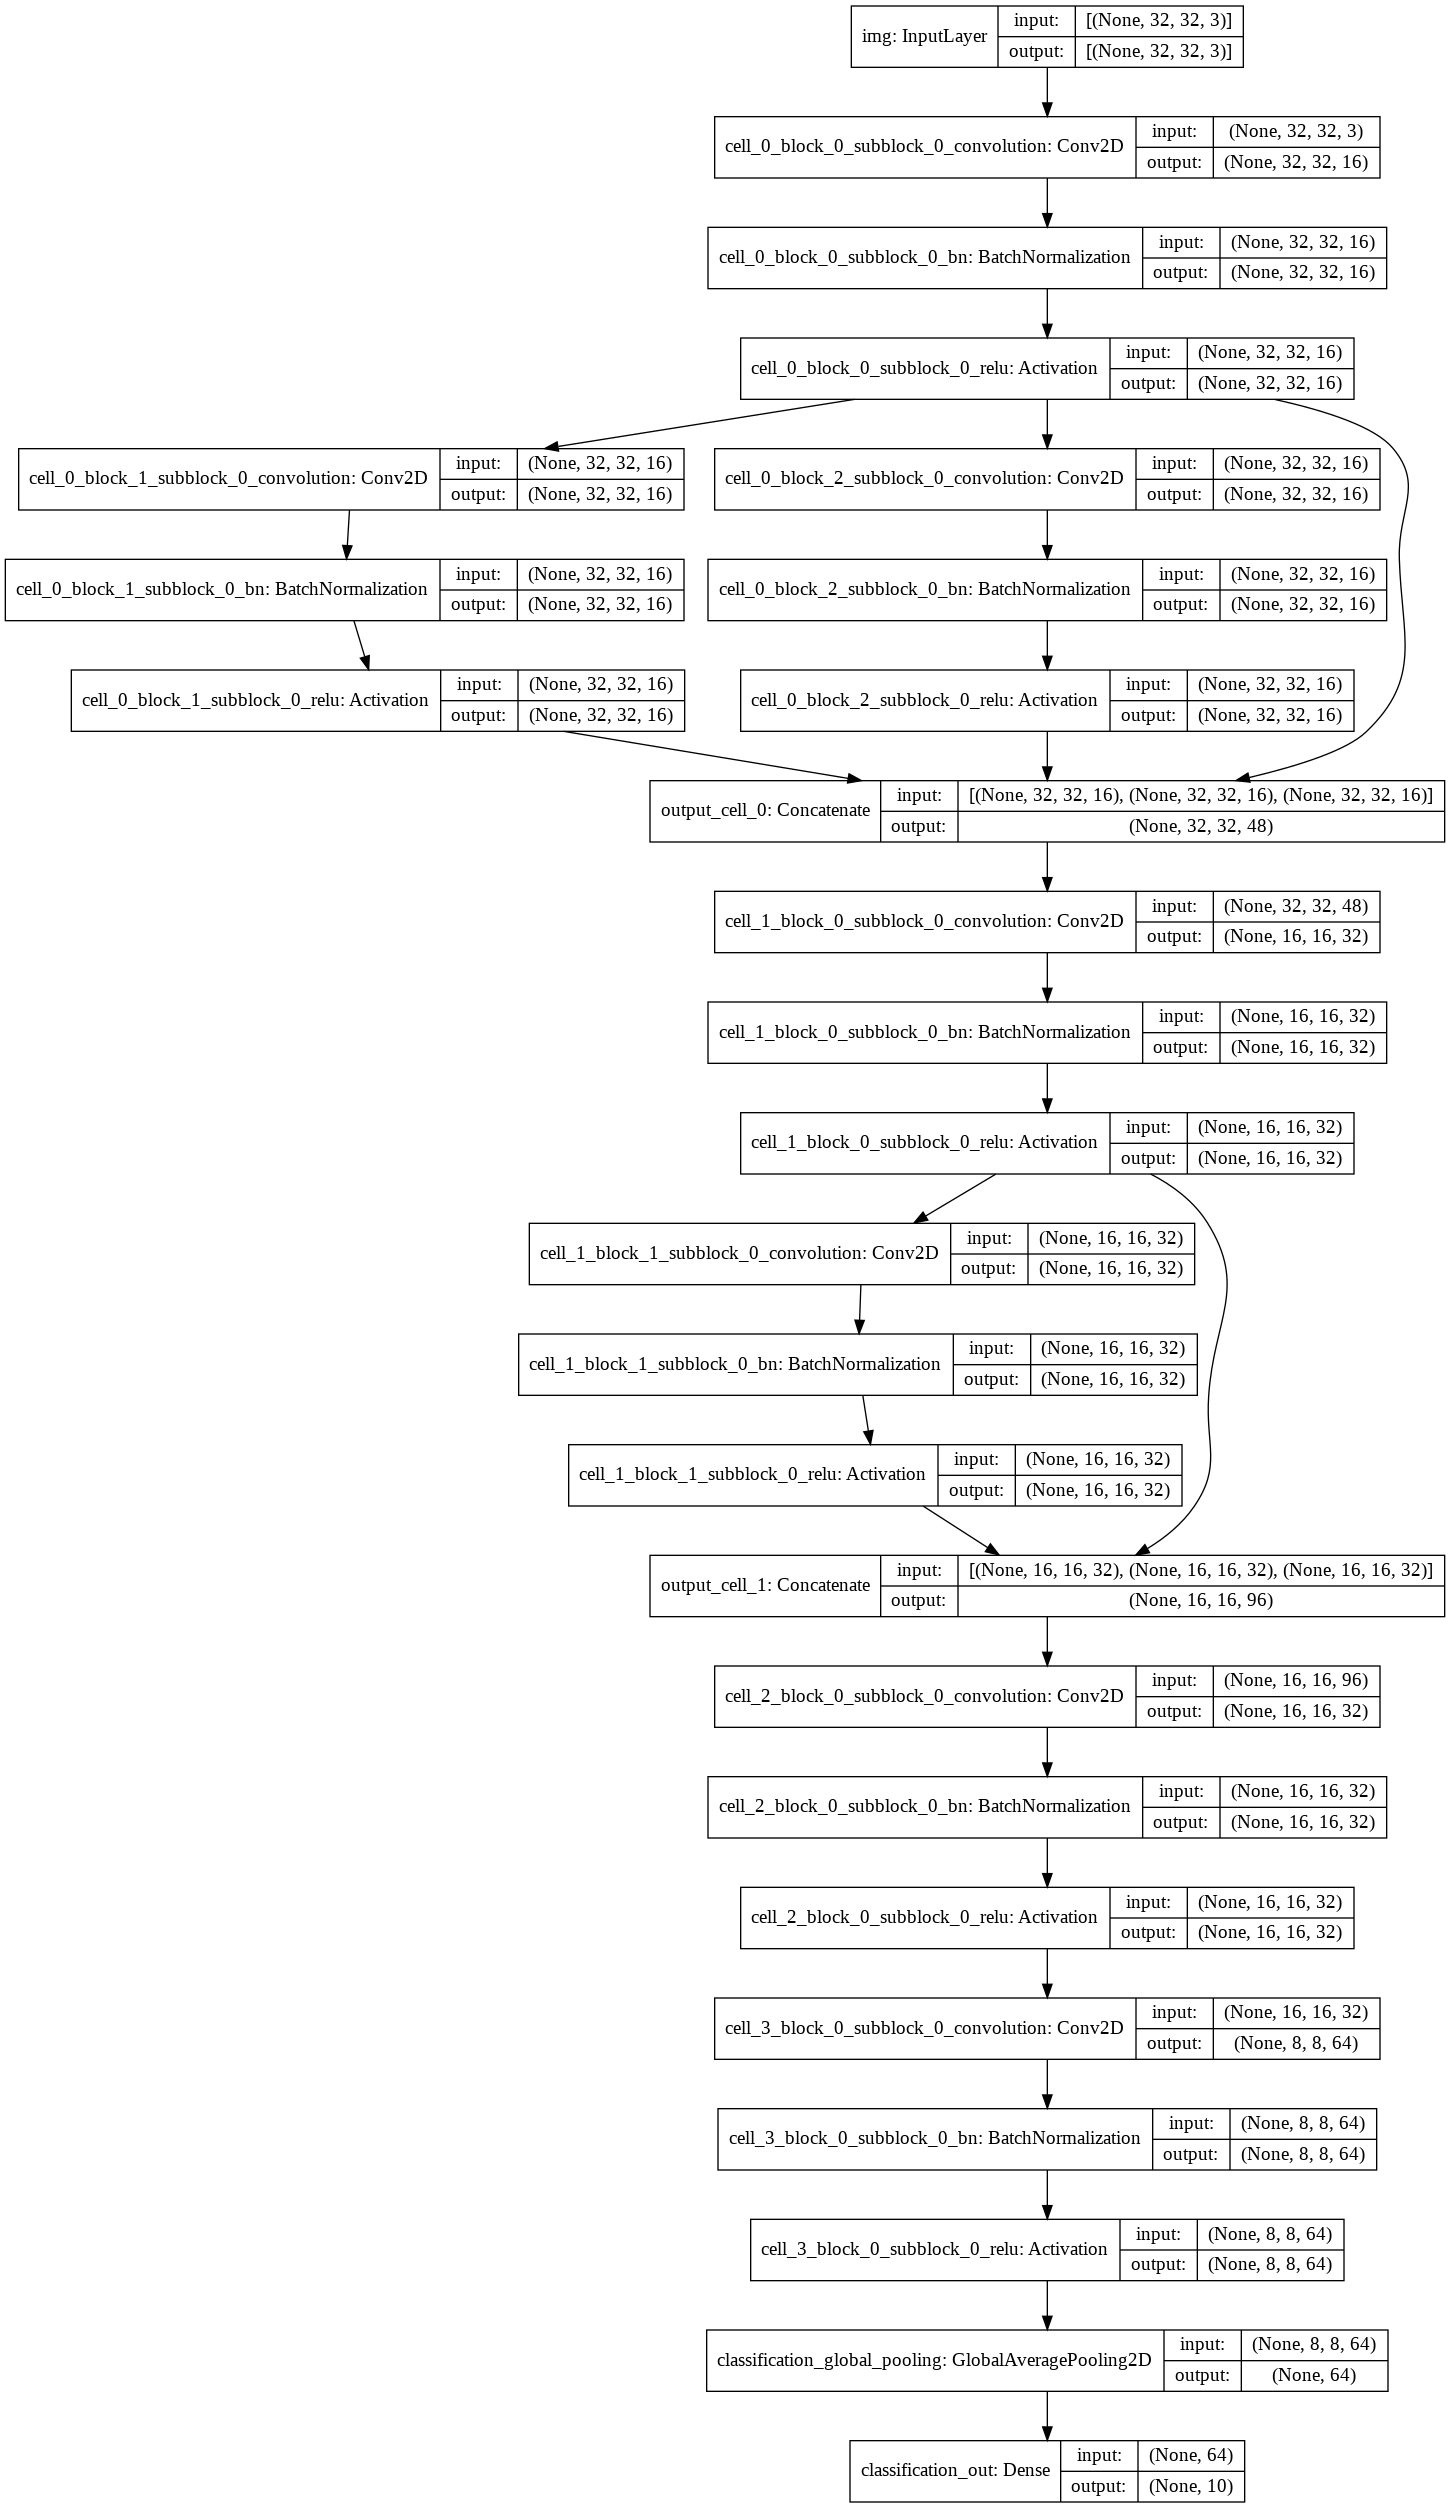 img: InputLayer
input: [(None, 32, 32, 3)]
output: [(None, 32, 32, 3)]
cell_0_block_0_subblock_0_convolution: Conv2D
input: (None, 32, 32, 3)
output: (None, 32, 32, 16)
cell_0_block_0_subblock_0_bn: BatchNormalization
input: (None, 32, 32, 16)
output: (None, 32, 32, 16)
cell_0_block_0_subblock_0_relu: Activation
input: (None, 32, 32, 16)
output: (None, 32, 32, 16)
cell_0_block_1_subblock_0_convolution: Conv2D
input: (None, 32, 32, 16)
output: (None, 32, 32, 16)
cell_0_block_2_subblock_0_convolution: Conv2D
input: (None, 32, 32, 16)
output: (None, 32, 32, 16)
cell_0_block_1_subblock_0_bn: BatchNormalization
input: (None, 32, 32, 16)
output: (None, 32, 32, 16)
cell_0_block_2_subblock_0_bn: BatchNormalization
input: (None, 32, 32, 16)
output: (None, 32, 32, 16)
cell_0_block_1_subblock_0_relu: Activation
input: (None, 32, 32, 16)
output: (None, 32, 32, 16)
cell_0_block_2_subblock_0_relu: Activation
input: (None, 32, 32, 16)
output: (None, 32, 32, 16)
output_cell_0: Concatenate
input: [(None, 32, 32, 16), (None, 32, 32, 16), (None, 32, 32, 16)]
output: (None, 32, 32, 48)
cell_1_block_0_subblock_0_convolution: Conv2D
input: (None, 32, 32, 48)
output: (None, 16, 16, 32)
cell_1_block_0_subblock_0_bn: BatchNormalization
input: (None, 16, 16, 32)
output: (None, 16, 16, 32)
cell_1_block_0_subblock_0_relu: Activation
input: (None, 16, 16, 32)
output: (None, 16, 16, 32)
cell_1_block_1_subblock_0_convolution: Conv2D
input: (None, 16, 16, 32)
output: (None, 16, 16, 32)
cell_1_block_1_subblock_0_bn: BatchNormalization
input: (None, 16, 16, 32)
output: (None, 16, 16, 32)
cell_1_block_1_subblock_0_relu: Activation
input: (None, 16, 16, 32)
output: (None, 16, 16, 32)
output_cell_1: Concatenate
input: [(None, 16, 16, 32), (None, 16, 16, 32), (None, 16, 16, 32)]
output: (None, 16, 16, 96)
cell_2_block_0_subblock_0_convolution: Conv2D
input: (None, 16, 16, 96)
output: (None, 16, 16, 32)
cell_2_block_0_subblock_0_bn: BatchNormalization
input: (None, 16, 16, 32)
output: (None, 16, 16, 32)
cell_2_block_0_subblock_0_relu: Activation
input: (None, 16, 16, 32)
output: (None, 16, 16, 32)
cell_3_block_0_subblock_0_convolution: Conv2D
input: (None, 16, 16, 32)
output: (None, 8, 8, 64)
cell_3_block_0_subblock_0_bn: BatchNormalization
input: (None, 8, 8, 64)
output: (None, 8, 8, 64)
cell_3_block_0_subblock_0_relu: Activation
input: (None, 8, 8, 64)
output: (None, 8, 8, 64)
classification_global_pooling: GlobalAveragePooling2D
input: (None, 8, 8, 64)
output: (None, 64)
classification_out: Dense
input: (None, 64)
output: (None, 10)